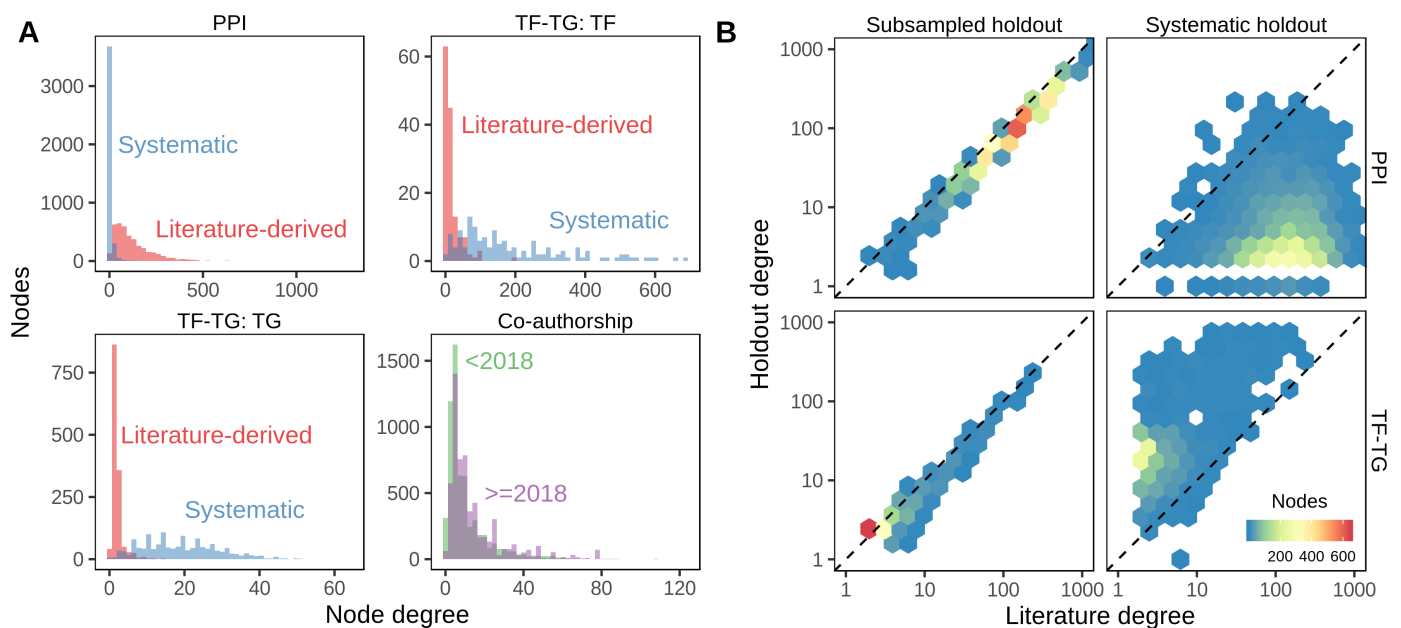 A
PPI
TF-TG: TF
3000
2000
1000
0
Systematic
Literature-derived
0
500
1000
60
40
20
0
Literature-derived
Systematic
0
200
400
600
Nodes
TF-TG: TG
Co-authorship
750
500
250
0
Literature-derived
Systematic
0
20
40
60
1500
1000
500
0
<2018
>=2018
0
40
80
120
Node degree
B
Subsampled holdout
Systematic holdout
1000
100
10
1
PPI
Holdout degree
1000
100
10
1
TF-TG
Nodes
200 400 600
1
10
100
1000
1
10
100
1000
Literature degree